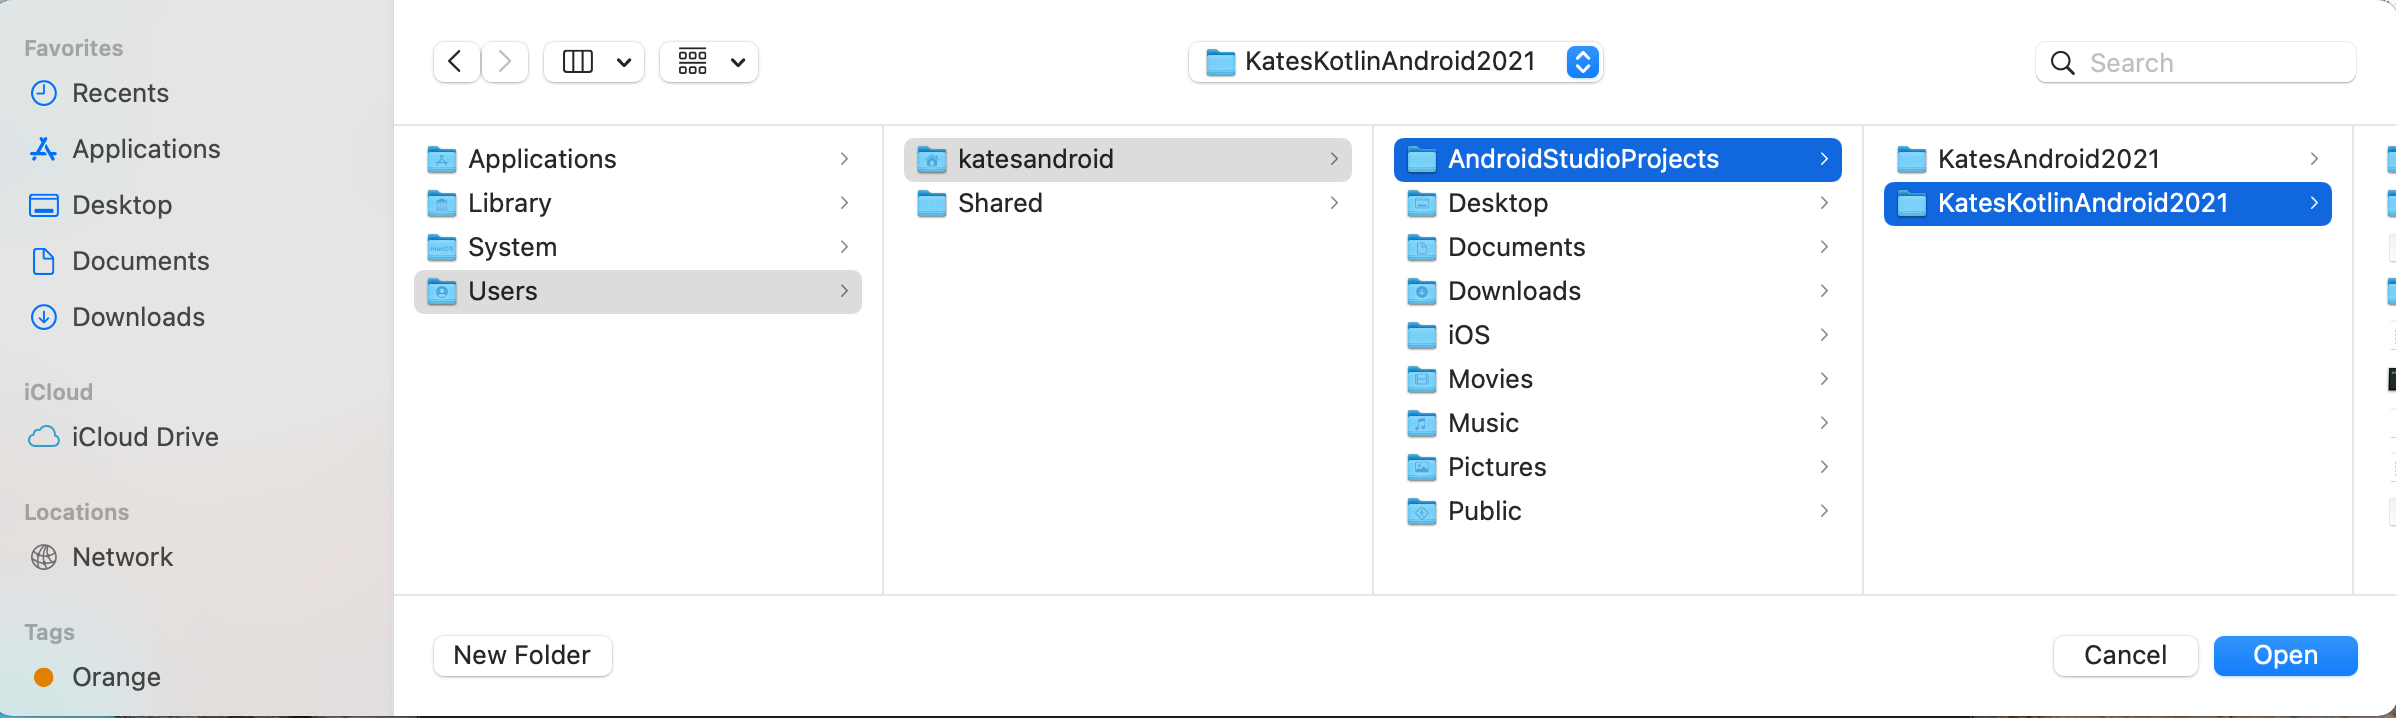 Favorites
Recents
Applications
Desktop
Documents
Downloads
iCloud
iCloud Drive
Locations
Network
Tags
Orange
KatesKotlinAndroid2021
Search
Applications
Library
System
Users
katesandroid
Shared
AndroidStudioProjects
Desktop
Documents
Downloads
iOS
Movies
Music
Pictures
Public
KatesAndroid2021
KatesKotlinAndroid2021
New Folder
Cancel
Open